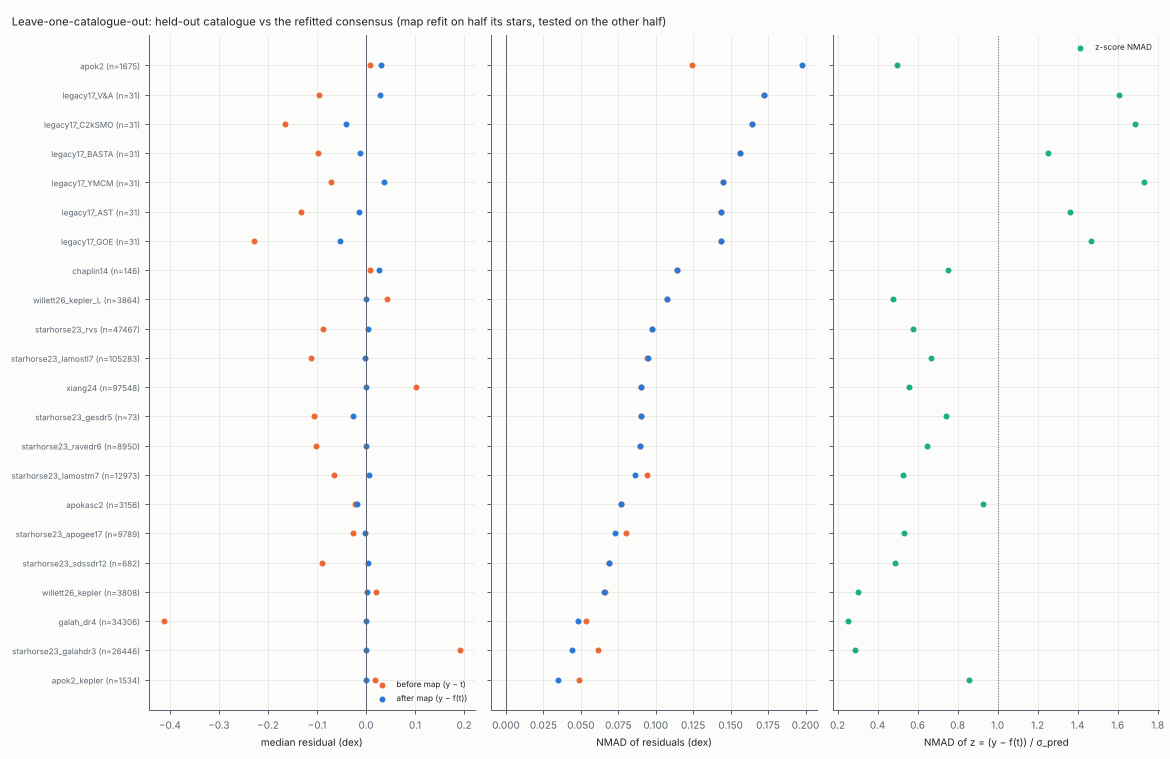 Leave-one-catalogue-out: held-out catalogue vs the refitted consensus (map refit on half its stars, tested on the other half)
z-score NMAD
apok2 (n=1675)
legacy17_V&A (n=31)
legacy17_C2kSMO (n=31)
legacy17_BASTA (n=31)
legacy17_YMCM (n=31)
legacy17_AST (n=31)
legacy17_GOE (n=31)
chaplin14 (n=146)
willett26_kepler_L (n=3864)
starhorse23_rvs (n=47467)
starhorse23_lamostl7 (n=105283)
xiang24 (n=97548)
starhorse23_gesdr5 (n=73)
starhorse23_ravedr6 (n=8950)
starhorse23_lamostm7 (n=12973)
apokasc2 (n=3156)
starhorse23_apogee17 (n=9789)
starhorse23_sdssdr12 (n=682)
willett26_kepler (n=3808)
galah_dr4 (n=34306)
starhorse23_galahdr3 (n=26446)
apok2_kepler (n=1534)
before map (y − t)
after map (y − f(t))
−0.4 −0.3 −0.2 −0.1 0.0 0.1 0.2
0.000 0.025 0.050 0.075 0.100 0.125 0.150 0.175 0.200
0.2 0.4 0.6 0.8 1.0 1.2 1.4 1.6 1.8
median residual (dex)
NMAD of residuals (dex)
NMAD of z = (y − f(t)) / σ_pred